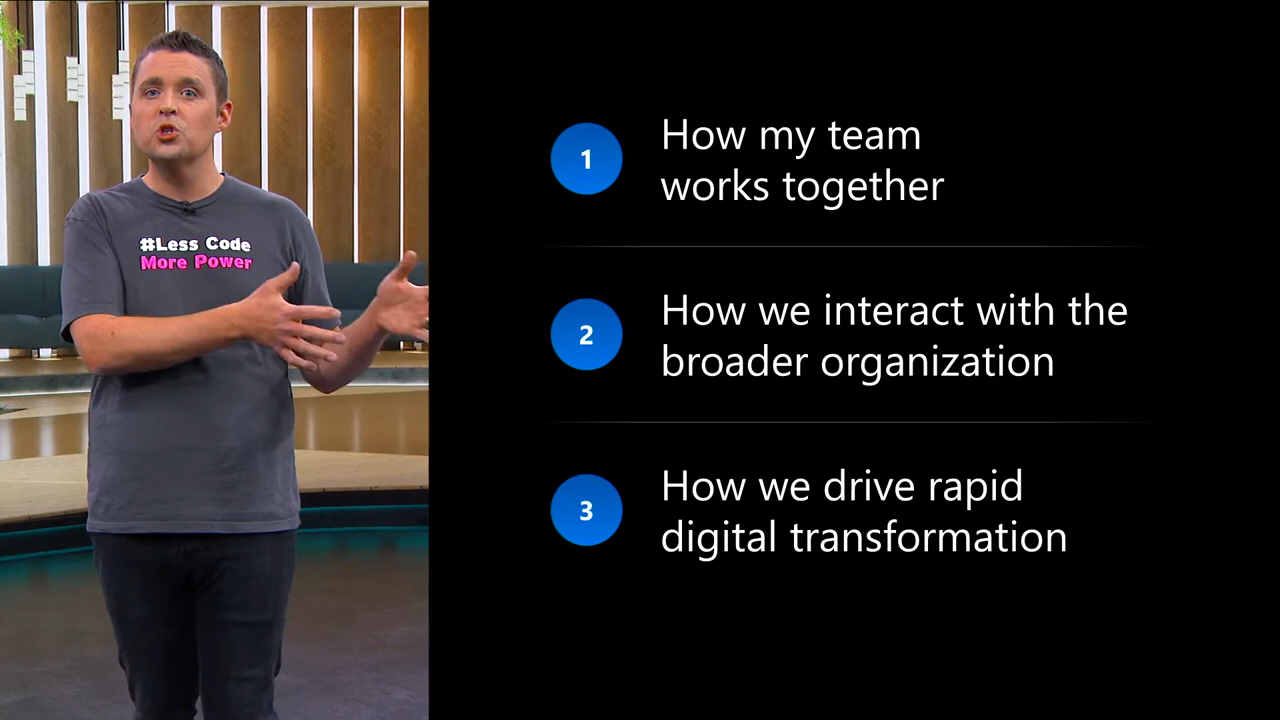 #Less Code
More Power
1
How my team
works together
2
How we interact with the
broader organization
3
How we drive rapid
digital transformation